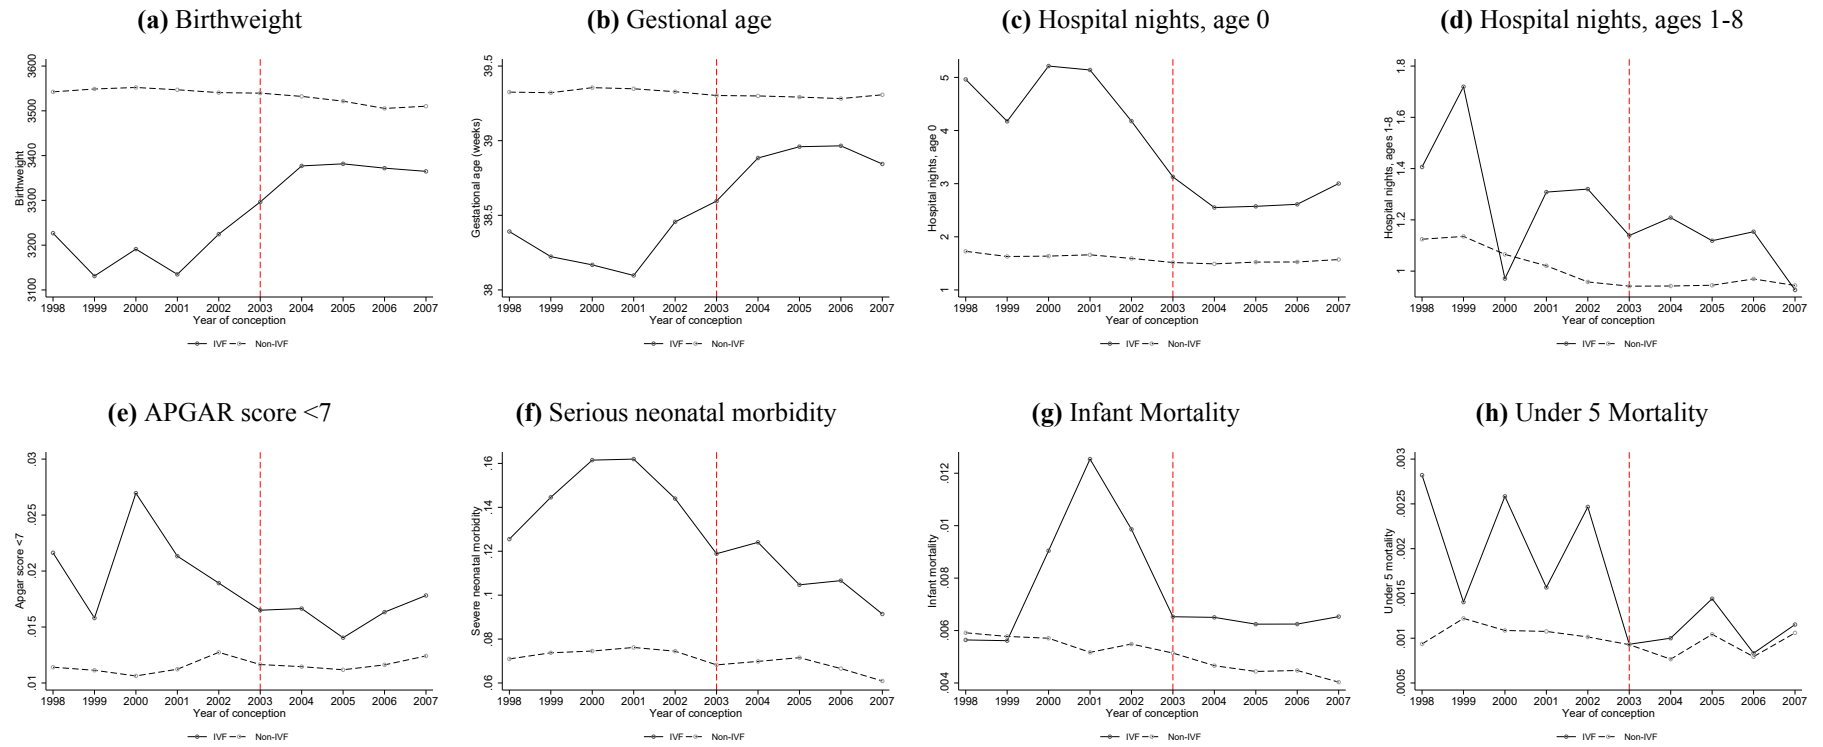 (a) Birthweight
3600
3500
3400
3300
3200
3100
Birthweight
1998 1999 2000 2001 2002 2003 2004 2005 2006 2007
Year of conception
IVF Non-IVF
(b) Gestional age
39.5
39
38.5
38
Gestational age (weeks)
1998 1999 2000 2001 2002 2003 2004 2005 2006 2007
Year of conception
IVF Non-IVF
(c) Hospital nights, age 0
5
4
3
2
1
Hospital nights, age 0
1998 1999 2000 2001 2002 2003 2004 2005 2006 2007
Year of conception
IVF Non-IVF
(d) Hospital nights, ages 1-8
1.8
1.6
1.4
1.2
1
Hospital nights, ages 1-8
1998 1999 2000 2001 2002 2003 2004 2005 2006 2007
Year of conception
IVF Non-IVF
(e) APGAR score <7
.03
.025
.02
.015
.01
Apgar score <7
1998 1999 2000 2001 2002 2003 2004 2005 2006 2007
Year of conception
IVF Non-IVF
(f) Serious neonatal morbidity
.16
.14
.12
.1
.08
.06
Severe neonatal morbidity
1998 1999 2000 2001 2002 2003 2004 2005 2006 2007
Year of conception
IVF Non-IVF
(g) Infant Mortality
.012
.01
.008
.006
.004
Infant mortality
1998 1999 2000 2001 2002 2003 2004 2005 2006 2007
Year of conception
IVF Non-IVF
(h) Under 5 Mortality
.003
.0025
.002
.0015
.001
.0005
Under 5 mortality
1998 1999 2000 2001 2002 2003 2004 2005 2006 2007
Year of conception
IVF Non-IVF